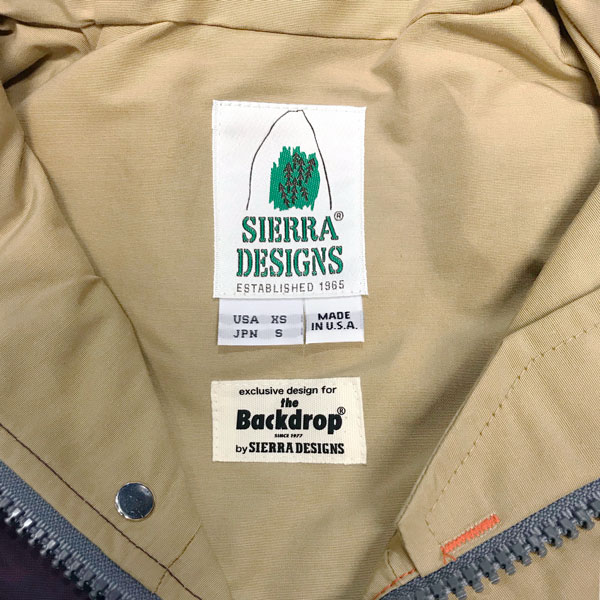 SIERRA®
DESIGNS
ESTABLISHED 1965
USA XS
JPN S
MADE
IN U.S.A.
exclusive design for
the
Backdrop®
SINCE 1977
by SIERRA DESIGNS